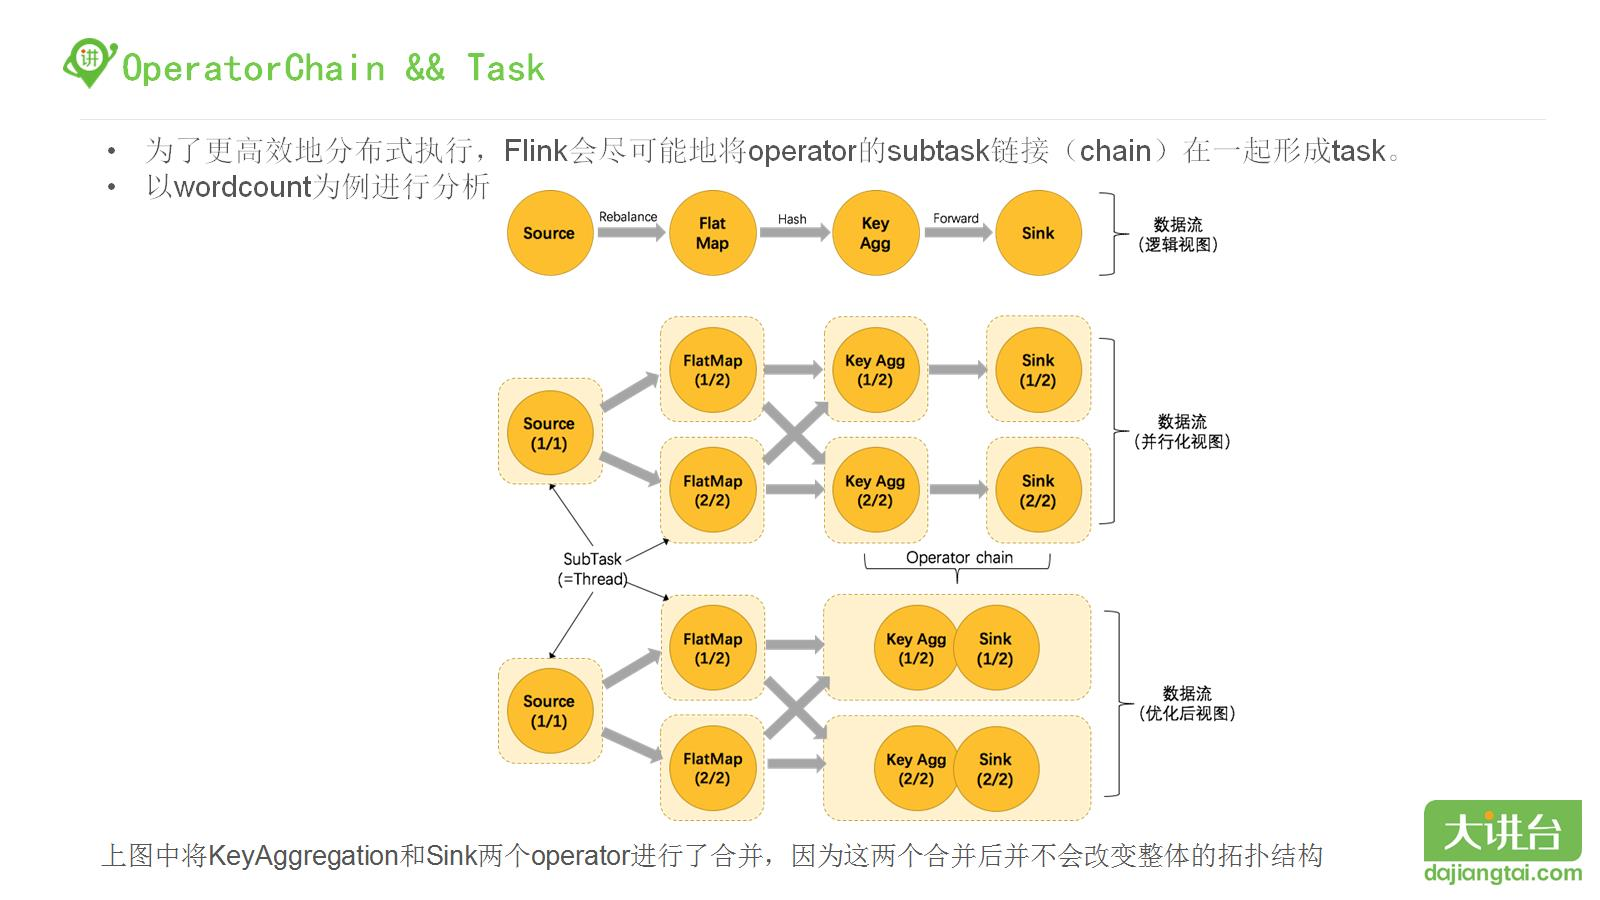 讲
OperatorChain && Task
• 为了更高效地分布式执行，Flink会尽可能地将operator的subtask链接（chain）在一起形成task。
• 以wordcount为例进行分析
Source
Rebalance
Flat
Map
Hash
Key
Agg
Forward
Sink
数据流
（逻辑视图）
FlatMap
(1/2)
Key Agg
(1/2)
Sink
(1/2)
Source
(1/1)
数据流
（并行化视图）
FlatMap
(2/2)
Key Agg
(2/2)
Sink
(2/2)
SubTask
(=Thread)
Operator chain
FlatMap
(1/2)
Key Agg
(1/2)
Sink
(1/2)
Source
(1/1)
数据流
（优化后视图）
FlatMap
(2/2)
Key Agg
(2/2)
Sink
(2/2)
上图中将KeyAggregation和Sink两个operator进行了合并，因为这两个合并后并不会改变整体的拓扑结构
大讲台
dajiangtai.com